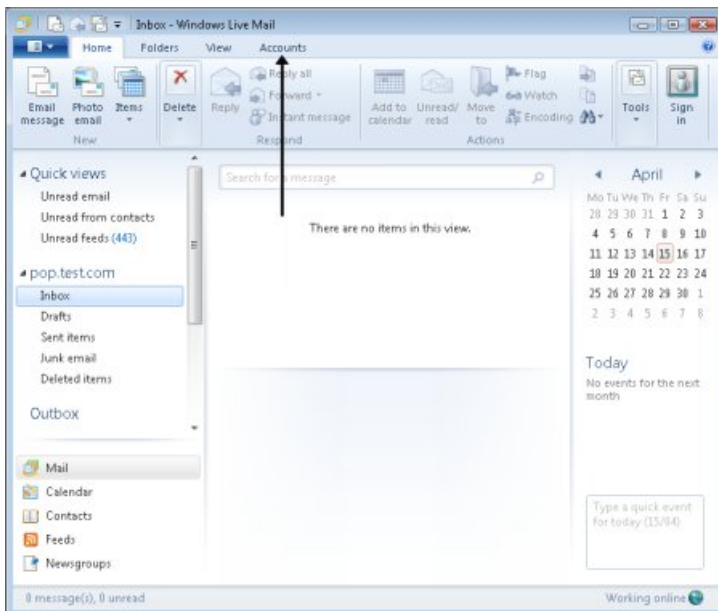 Inbox - Windows Live Mail
Home Folders View Accounts
Email message
Photo email
Items
New
Delete
Reply
Reply all
Forward
Instant message
Respond
Add to calendar
Unread/ read
Move to
Flag
Watch
Encoding
Actions
Tools
Sign in
Quick views
Unread email
Unread from contacts
Unread feeds (443)
pop.test.com
Inbox
Drafts
Sent items
Junk email
Deleted items
Outbox
Mail
Calendar
Contacts
Feeds
Newsgroups
Search for a message
There are no items in this view.
April
Mo Tu We Th Fr Sa Su
28 29 30 31 1 2 3
4 5 6 7 8 9 10
11 12 13 14 15 16 17
18 19 20 21 22 23 24
25 26 27 28 29 30 1
2 3 4 5 6 7 8
Today
No events for the next
month
Type a quick event
for today (15/04)
0 message(s), 0 unread
Working online